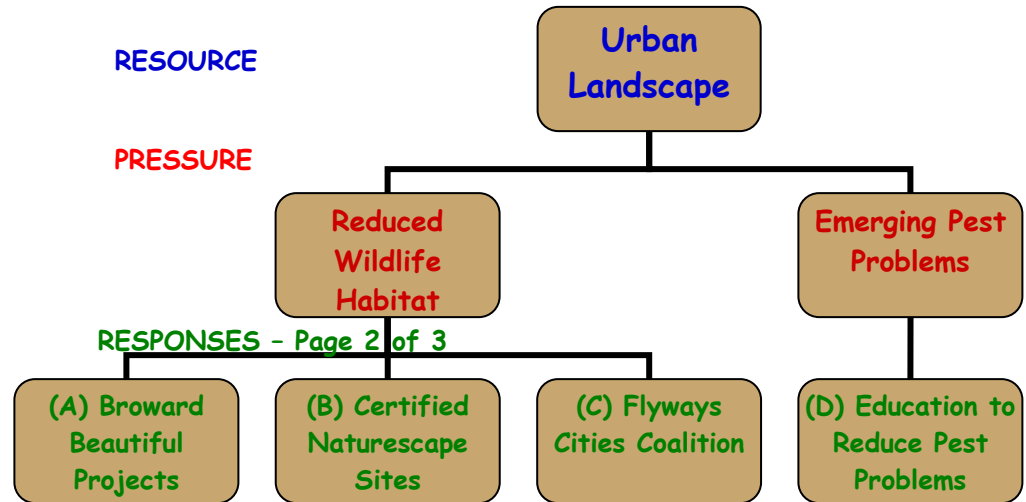 RESOURCE
Urban
Landscape
PRESSURE
Reduced
Wildlife
Habitat
Emerging Pest
Problems
RESPONSES – Page 2 of 3
(A) Broward
Beautiful
Projects
(B) Certified
Naturescape
Sites
(C) Flyways
Cities Coalition
(D) Education to
Reduce Pest
Problems